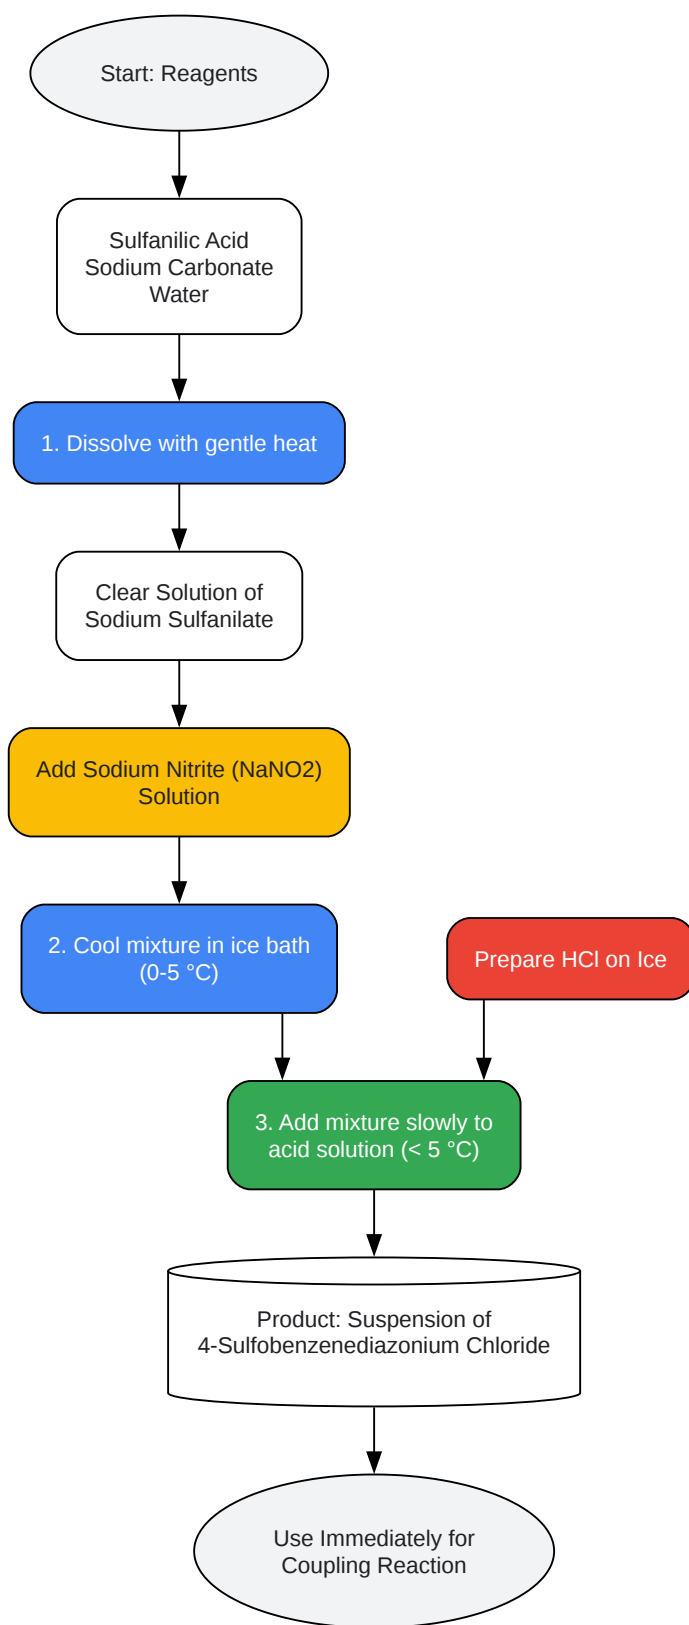 Start: Reagents
Sulfanilic Acid
Sodium Carbonate
Water
1. Dissolve with gentle heat
Clear Solution of
Sodium Sulfanilate
Add Sodium Nitrite (NaNO2)
Solution
2. Cool mixture in ice bath
(0-5 °C)
Prepare HCl on Ice
3. Add mixture slowly to
acid solution (< 5 °C)
Product: Suspension of
4-Sulfobenzenediazonium Chloride
Use Immediately for
Coupling Reaction